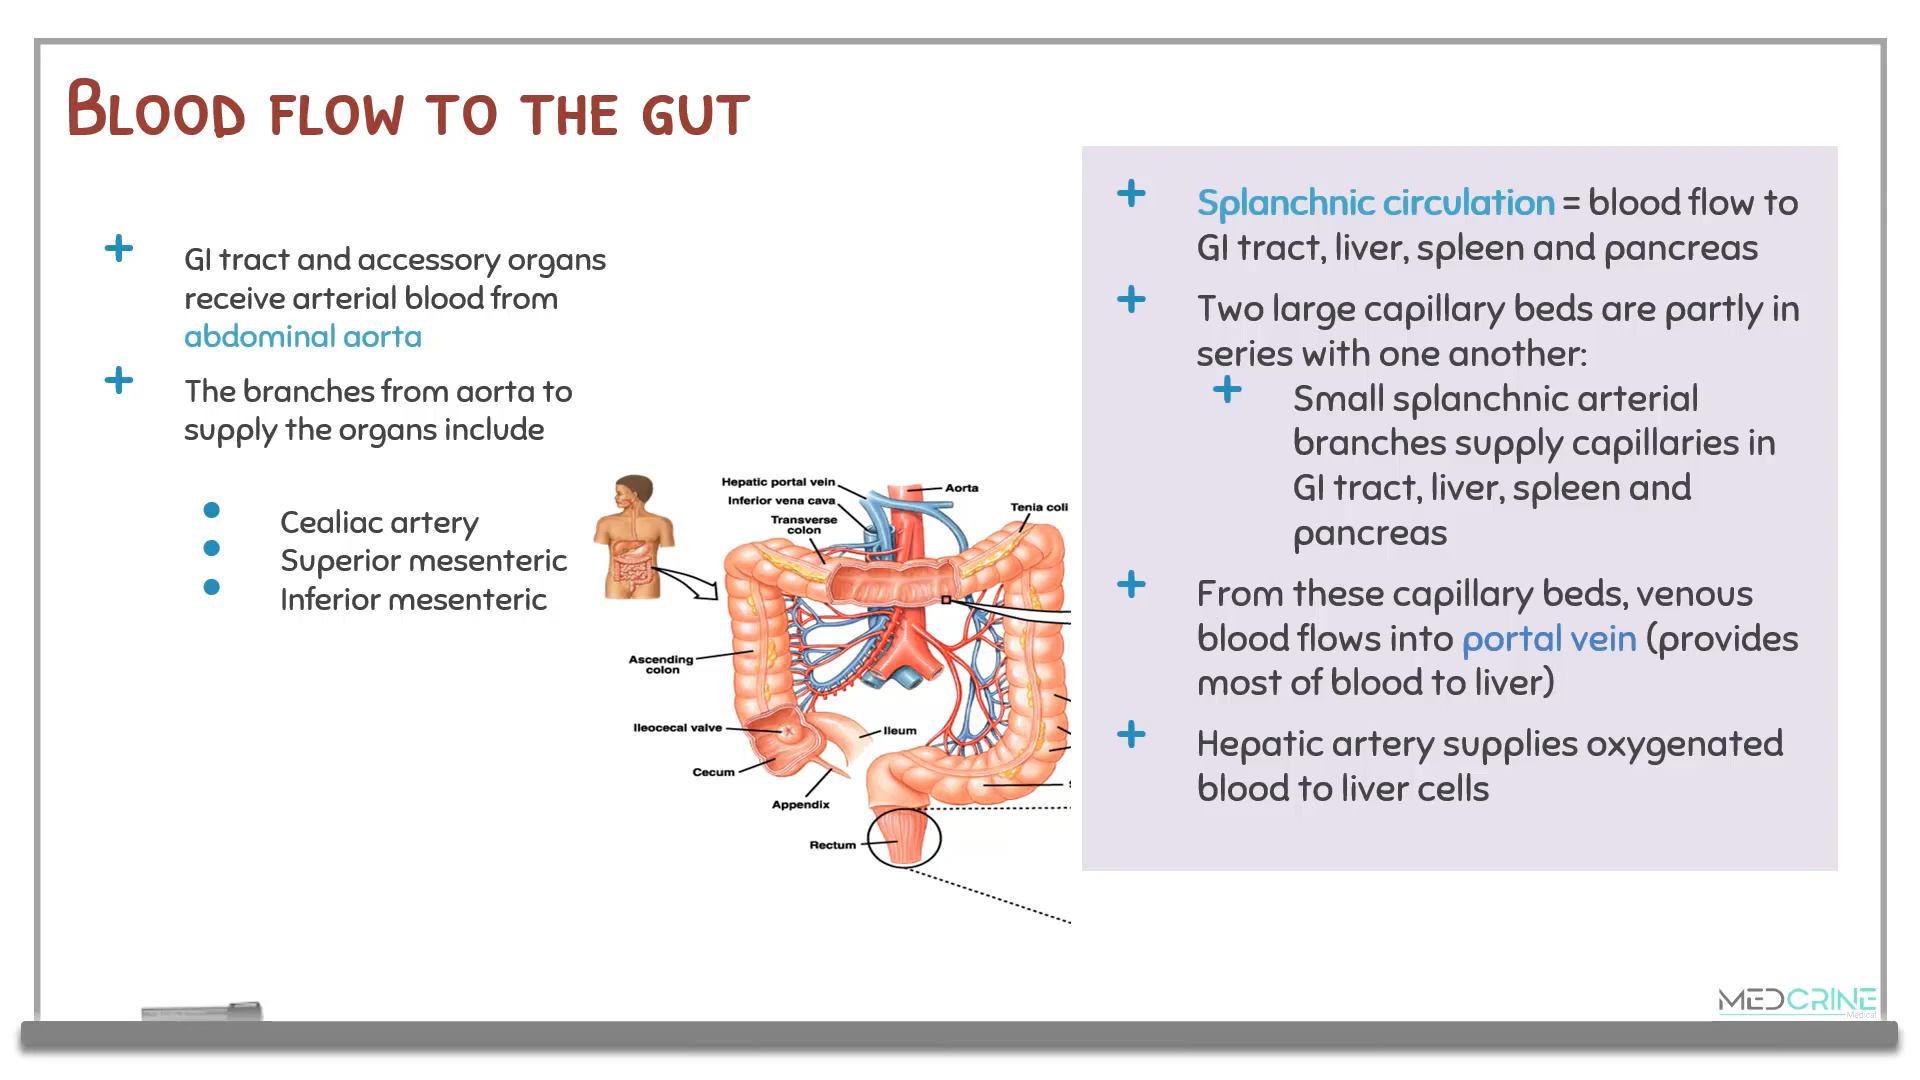 BLOOD FLOW TO THE GUT
GI tract and accessory organs
receive arterial blood from
abdominal aorta
The branches from aorta to
supply the organs include
Cealiac artery
Superior mesenteric
Inferior mesenteric
Hepatic portal vein
Inferior vena cava
Transverse
colon
Aorta
Tenia coli
Ascending
colon
Ileocecal valve
Ileum
Cecum
Appendix
Rectum
Splanchnic circulation = blood flow to
GI tract, liver, spleen and pancreas
Two large capillary beds are partly in
series with one another:
Small splanchnic arterial
branches supply capillaries in
GI tract, liver, spleen and
pancreas
From these capillary beds, venous
blood flows into portal vein (provides
most of blood to liver)
Hepatic artery supplies oxygenated
blood to liver cells
MEDCRINE
Medical